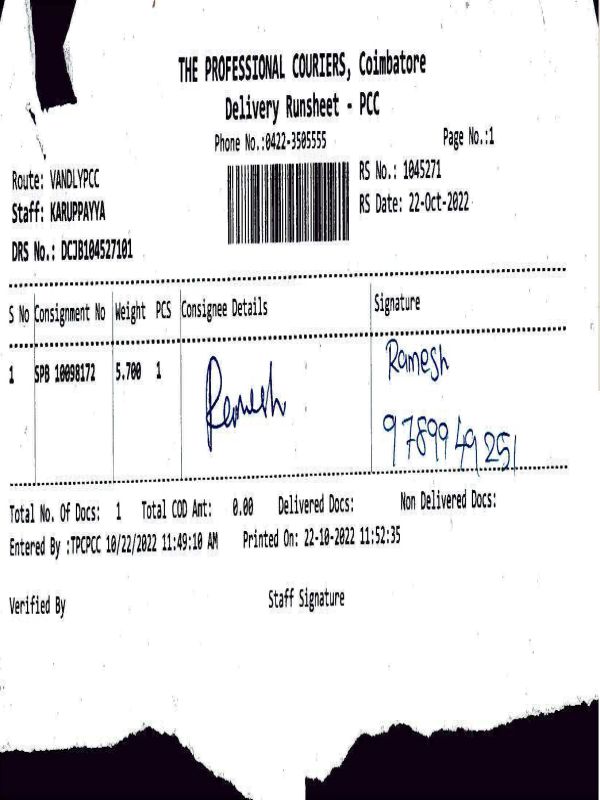 THE PROFESSIONAL COURIERS, Coimbatore
Delivery Runsheet - PCC
Phone No.:0422-3505555 Page No.:1
Route: VANDLYPCC RS No.: 1045271
Staff: KARUPPAYYA RS Date: 22-Oct-2022
DRS No.: DCJB104527101
S No Consignment No Weight PCS Consignee Details Signature
1 SPB 10098172 5.700 1 Ramesh Ramesh
9789949251
Total No. Of Docs: 1 Total COD Amt: 0.00 Delivered Docs: Non Delivered Docs:
Entered By :TPCPCC 10/22/2022 11:49:10 AM Printed On: 22-10-2022 11:52:35
Verified By Staff Signature